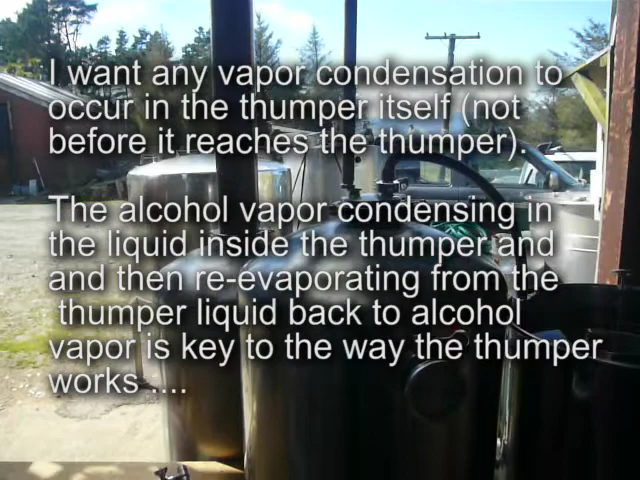 I want any vapor condensation to
occur in the thumper itself (not
before it reaches the thumper).
The alcohol vapor condensing in
the liquid inside the thumper and
and then re-evaporating from the
thumper liquid back to alcohol
vapor is key to the way the thumper
works ....